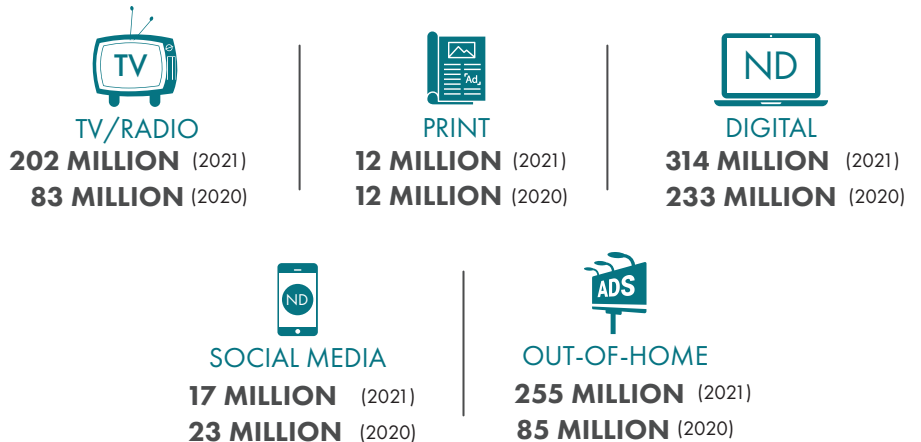 TV
TV/RADIO
202 MILLION (2021)
83 MILLION (2020)
Ad
PRINT
12 MILLION (2021)
12 MILLION (2020)
ND
DIGITAL
314 MILLION (2021)
233 MILLION (2020)
ND
SOCIAL MEDIA
17 MILLION (2021)
23 MILLION (2020)
ADS
OUT-OF-HOME
255 MILLION (2021)
85 MILLION (2020)